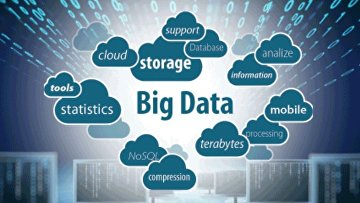 support
Database
cloud
storage
analize
information
tools
statistics
Big Data
mobile
processing
terabytes
NoSQL
compression